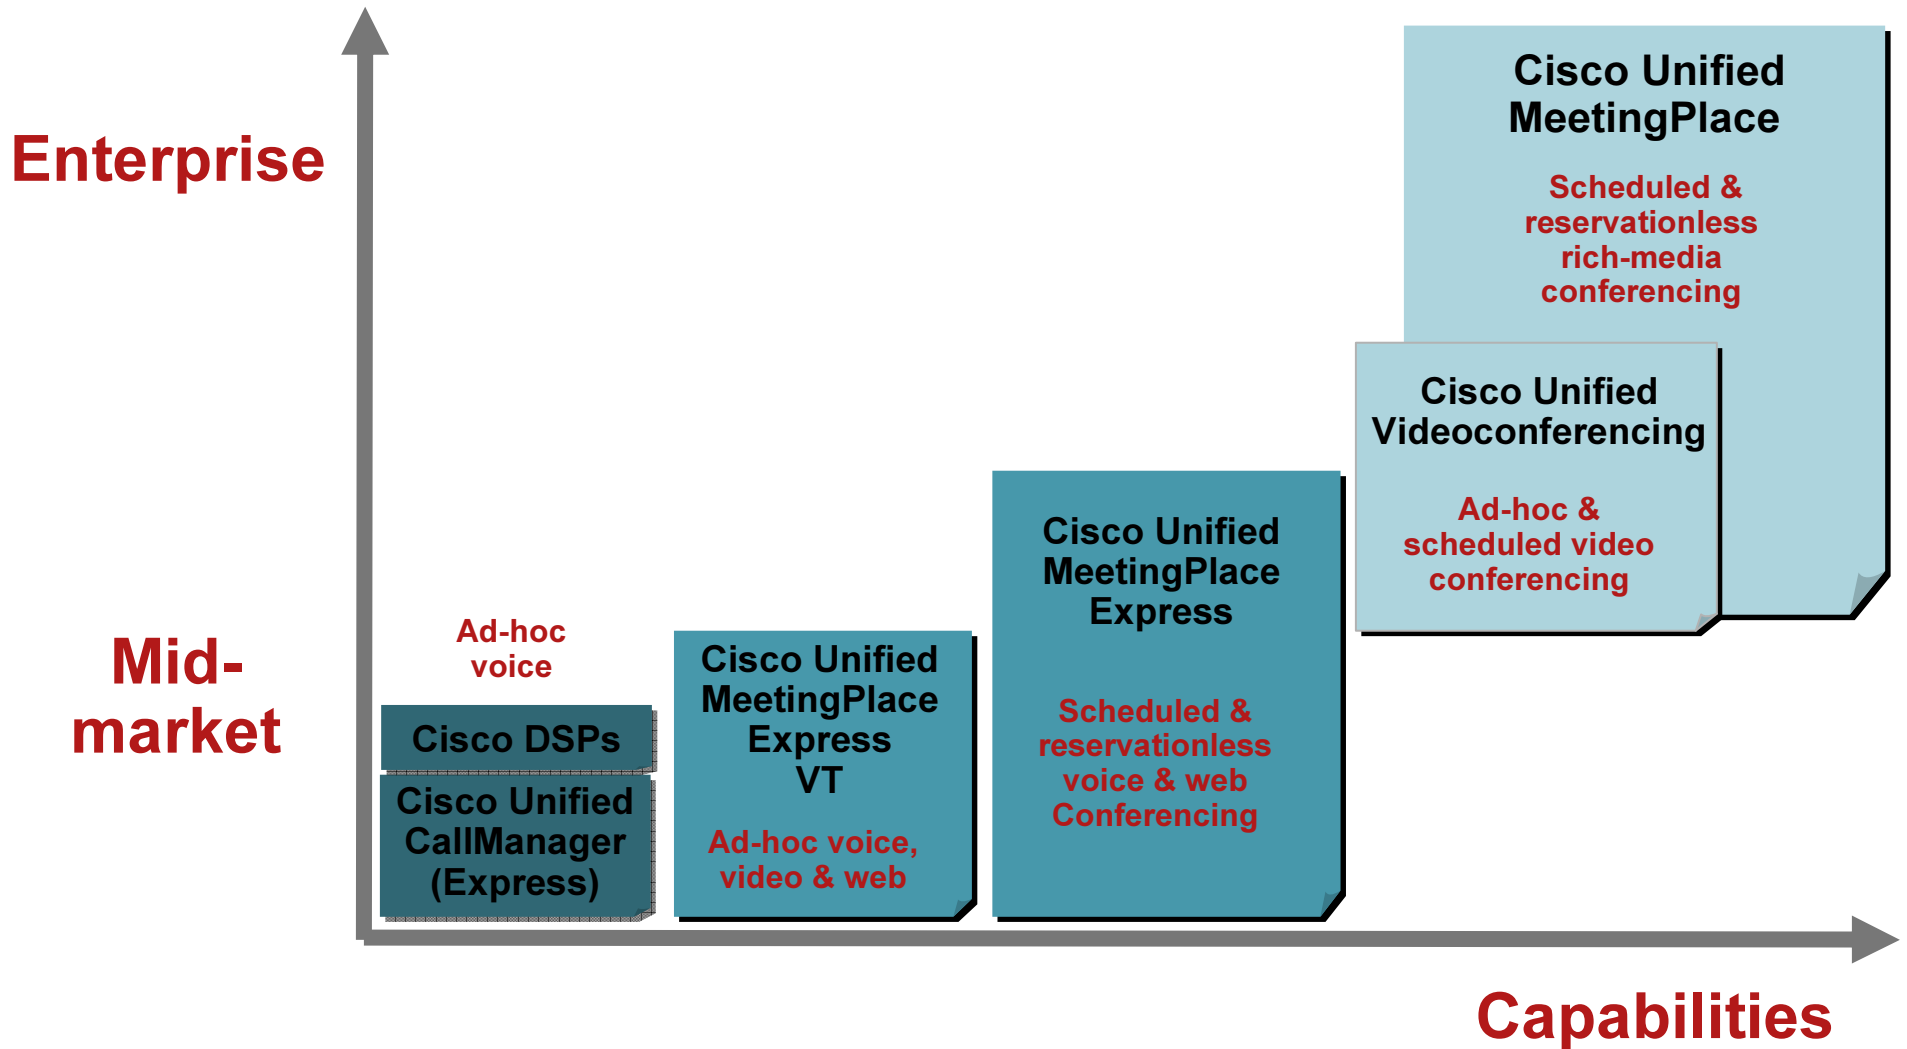 Enterprise
Mid-
market
Ad-hoc
voice
Cisco DSPs
Cisco Unified
CallManager
(Express)
Cisco Unified
MeetingPlace
Express
VT
Ad-hoc voice,
video & web
Cisco Unified
MeetingPlace
Express
Scheduled &
reservationless
voice & web
Conferencing
Cisco Unified
Videoconferencing
Ad-hoc &
scheduled video
conferencing
Cisco Unified
MeetingPlace
Scheduled &
reservationless
rich-media
conferencing
Capabilities